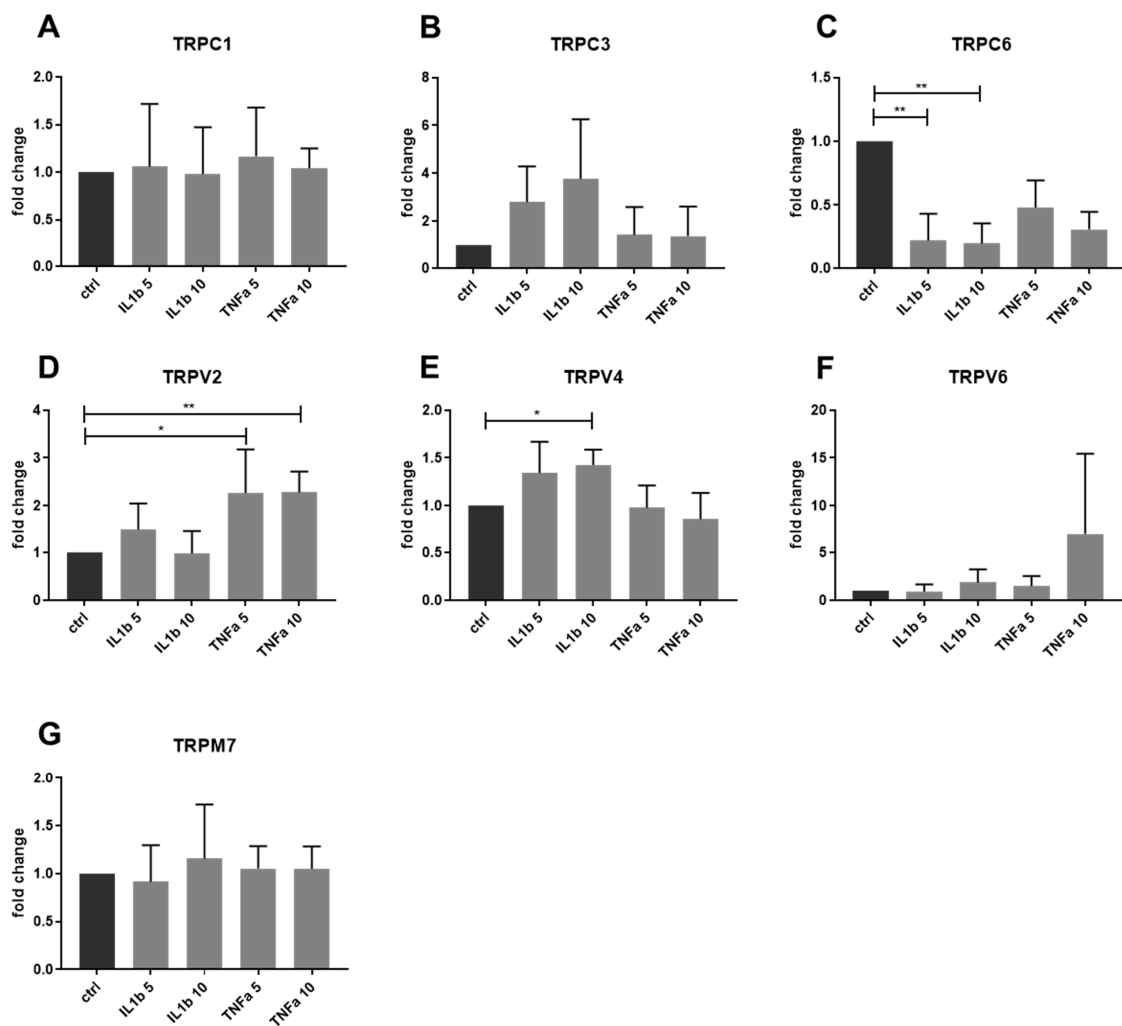 A
TRPC1
fold change
2.0
1.5
1.0
0.5
0.0
ctrl
IL1b 5
IL1b 10
TNFa 5
TNFa 10
B
TRPC3
fold change
8
6
4
2
0
ctrl
IL1b 5
IL1b 10
TNFa 5
TNFa 10
C
TRPC6
fold change
1.5
1.0
0.5
0.0
**
**
ctrl
IL1b 5
IL1b 10
TNFa 5
TNFa 10
D
TRPV2
fold change
4
3
2
1
0
**
*
ctrl
IL1b 5
IL1b 10
TNFa 5
TNFa 10
E
TRPV4
fold change
2.0
1.5
1.0
0.5
0.0
*
ctrl
IL1b 5
IL1b 10
TNFa 5
TNFa 10
F
TRPV6
fold change
20
15
10
5
0
ctrl
IL1b 5
IL1b 10
TNFa 5
TNFa 10
G
TRPM7
fold change
2.0
1.5
1.0
0.5
0.0
ctrl
IL1b 5
IL1b 10
TNFa 5
TNFa 10